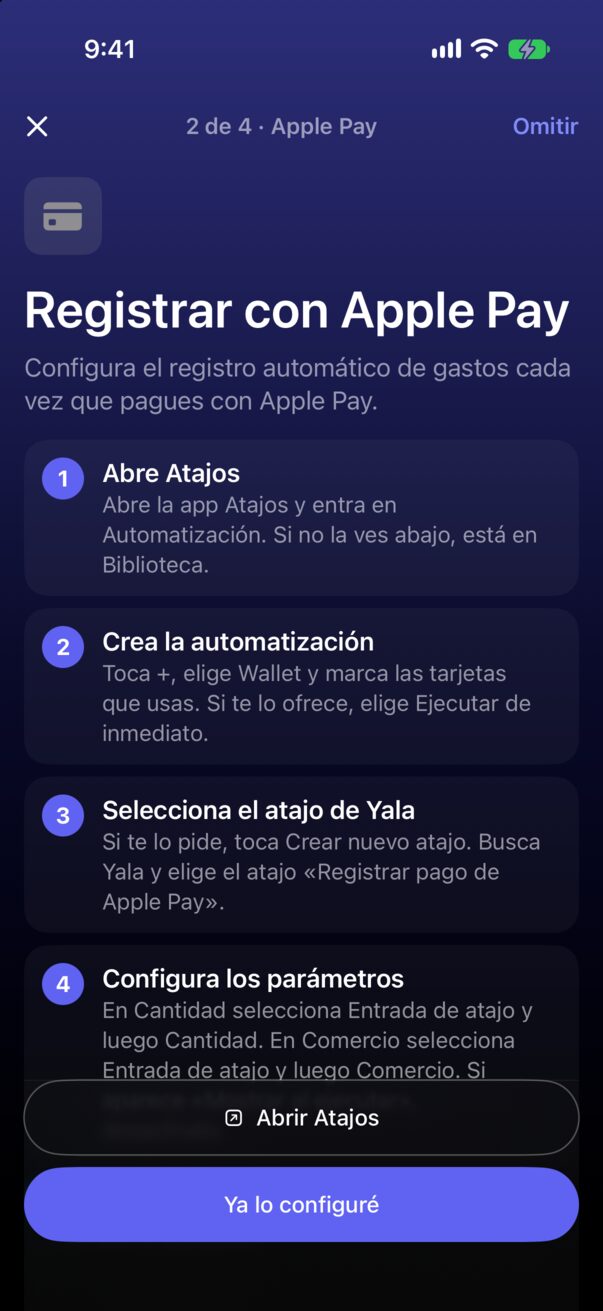 9:41
2 de 4 · Apple Pay
Omitir
Registrar con Apple Pay
Configura el registro automático de gastos cada
vez que pagues con Apple Pay.
1
Abre Atajos
Abre la app Atajos y entra en
Automatización. Si no la ves abajo, está en
Biblioteca.
2
Crea la automatización
Toca +, elige Wallet y marca las tarjetas
que usas. Si te lo ofrece, elige Ejecutar de
inmediato.
3
Selecciona el atajo de Yala
Si te lo pide, toca Crear nuevo atajo. Busca
Yala y elige el atajo «Registrar pago de
Apple Pay».
4
Configura los parámetros
En Cantidad selecciona Entrada de atajo y
luego Cantidad. En Comercio selecciona
Entrada de atajo y luego Comercio. Si
Abrir Atajos
Ya lo configuré